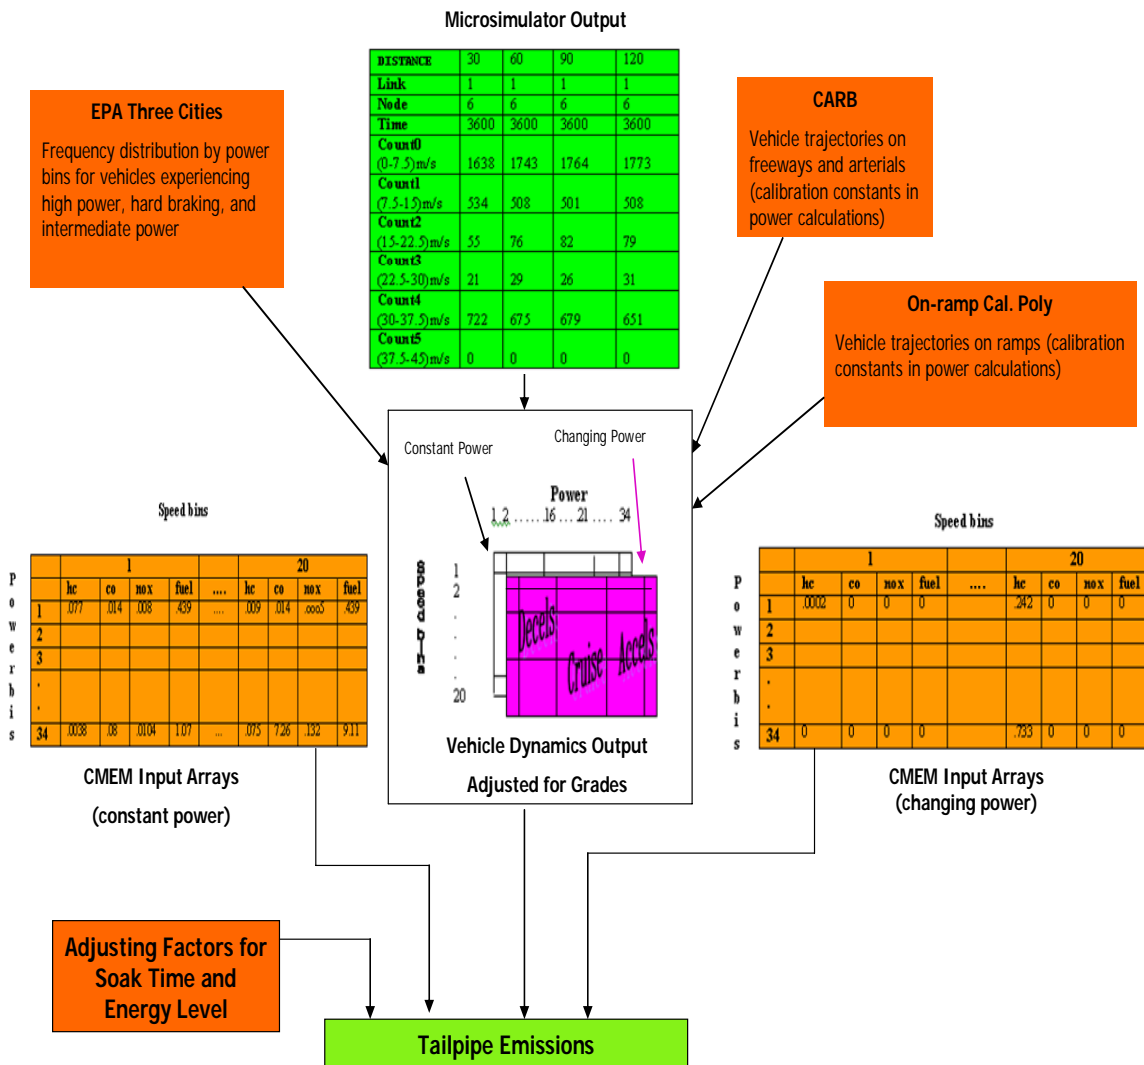 Microsimulator Output
DISTANCE 30 60 90 120
Link 1 1 1 1
Node 6 6 6 6
Time 3600 3600 3600 3600
Count0
(0-7.5)m/s 1638 1743 1764 1773
Count1
(7.5-15)m/s 534 508 501 508
Count2
(15-22.5)m/s 55 76 82 79
Count3
(22.5-30)m/s 21 29 26 31
Count4
(30-37.5)m/s 722 675 679 651
Count5
(37.5-45)m/s 0 0 0 0
EPA Three Cities
Frequency distribution by power
bins for vehicles experiencing
high power, hard braking, and
intermediate power
CARB
Vehicle trajectories on
freeways and arterials
(calibration constants in
power calculations)
On-ramp Cal. Poly
Vehicle trajectories on ramps (calibration
constants in power calculations)
Constant Power
Changing Power
Power
1 2 ...... 16 ... 21 .... 34
Speed bins
1
2
.
.
.
.
.
20
Decels
Cruise
Accels
Vehicle Dynamics Output
Adjusted for Grades
Speed bins
Powerbis
1 20
hc co nox fuel .... hc co nox fuel
1 .077 .014 .008 .439 .... .009 .014 .0005 .439
2
3
.
.
34 .0038 .08 .0104 1.07 ... .075 7.26 .132 9.11
CMEM Input Arrays
(constant power)
Speed bins
Powerbis
1 20
hc co nox fuel .... hc co nox fuel
1 .0002 0 0 0 .242 0 0 0
2
3
.
.
34 0 0 0 0 .733 0 0 0
CMEM Input Arrays
(changing power)
Adjusting Factors for
Soak Time and
Energy Level
Tailpipe Emissions